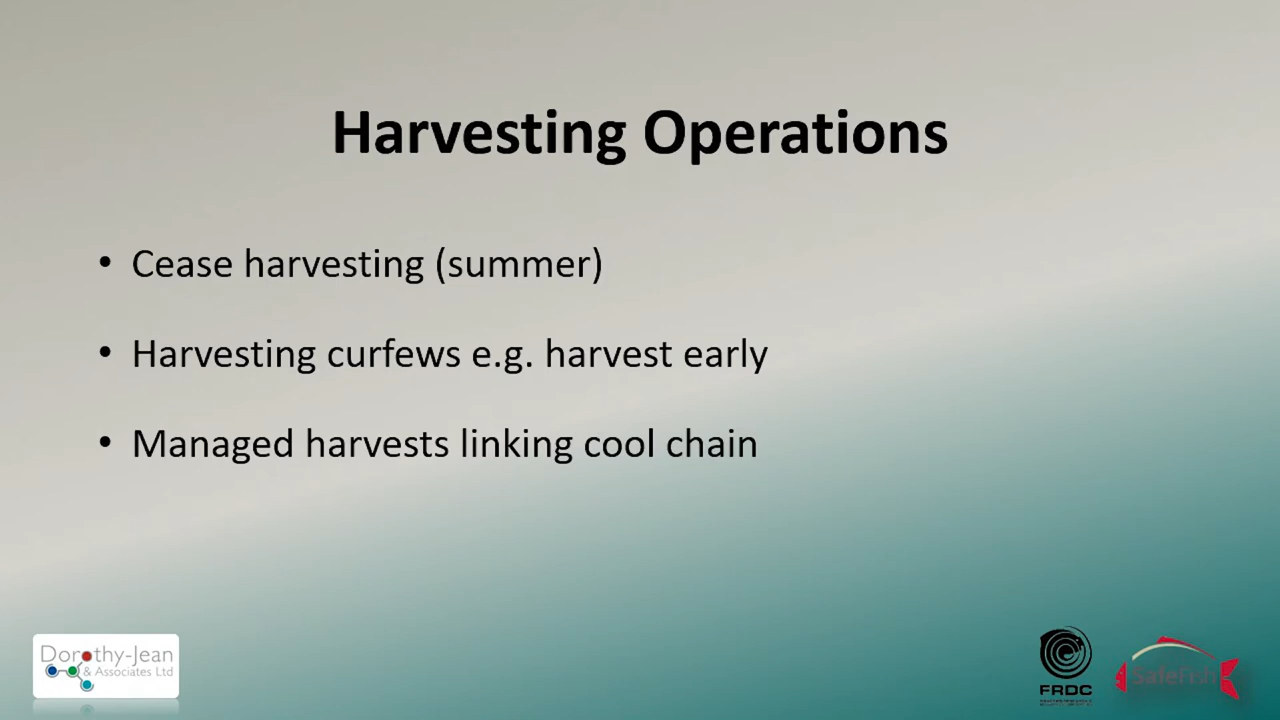 Harvesting Operations
• Cease harvesting (summer)
• Harvesting curfews e.g. harvest early
• Managed harvests linking cool chain
Dorothy-Jean
& Associates Ltd
FRDC
SafeFish